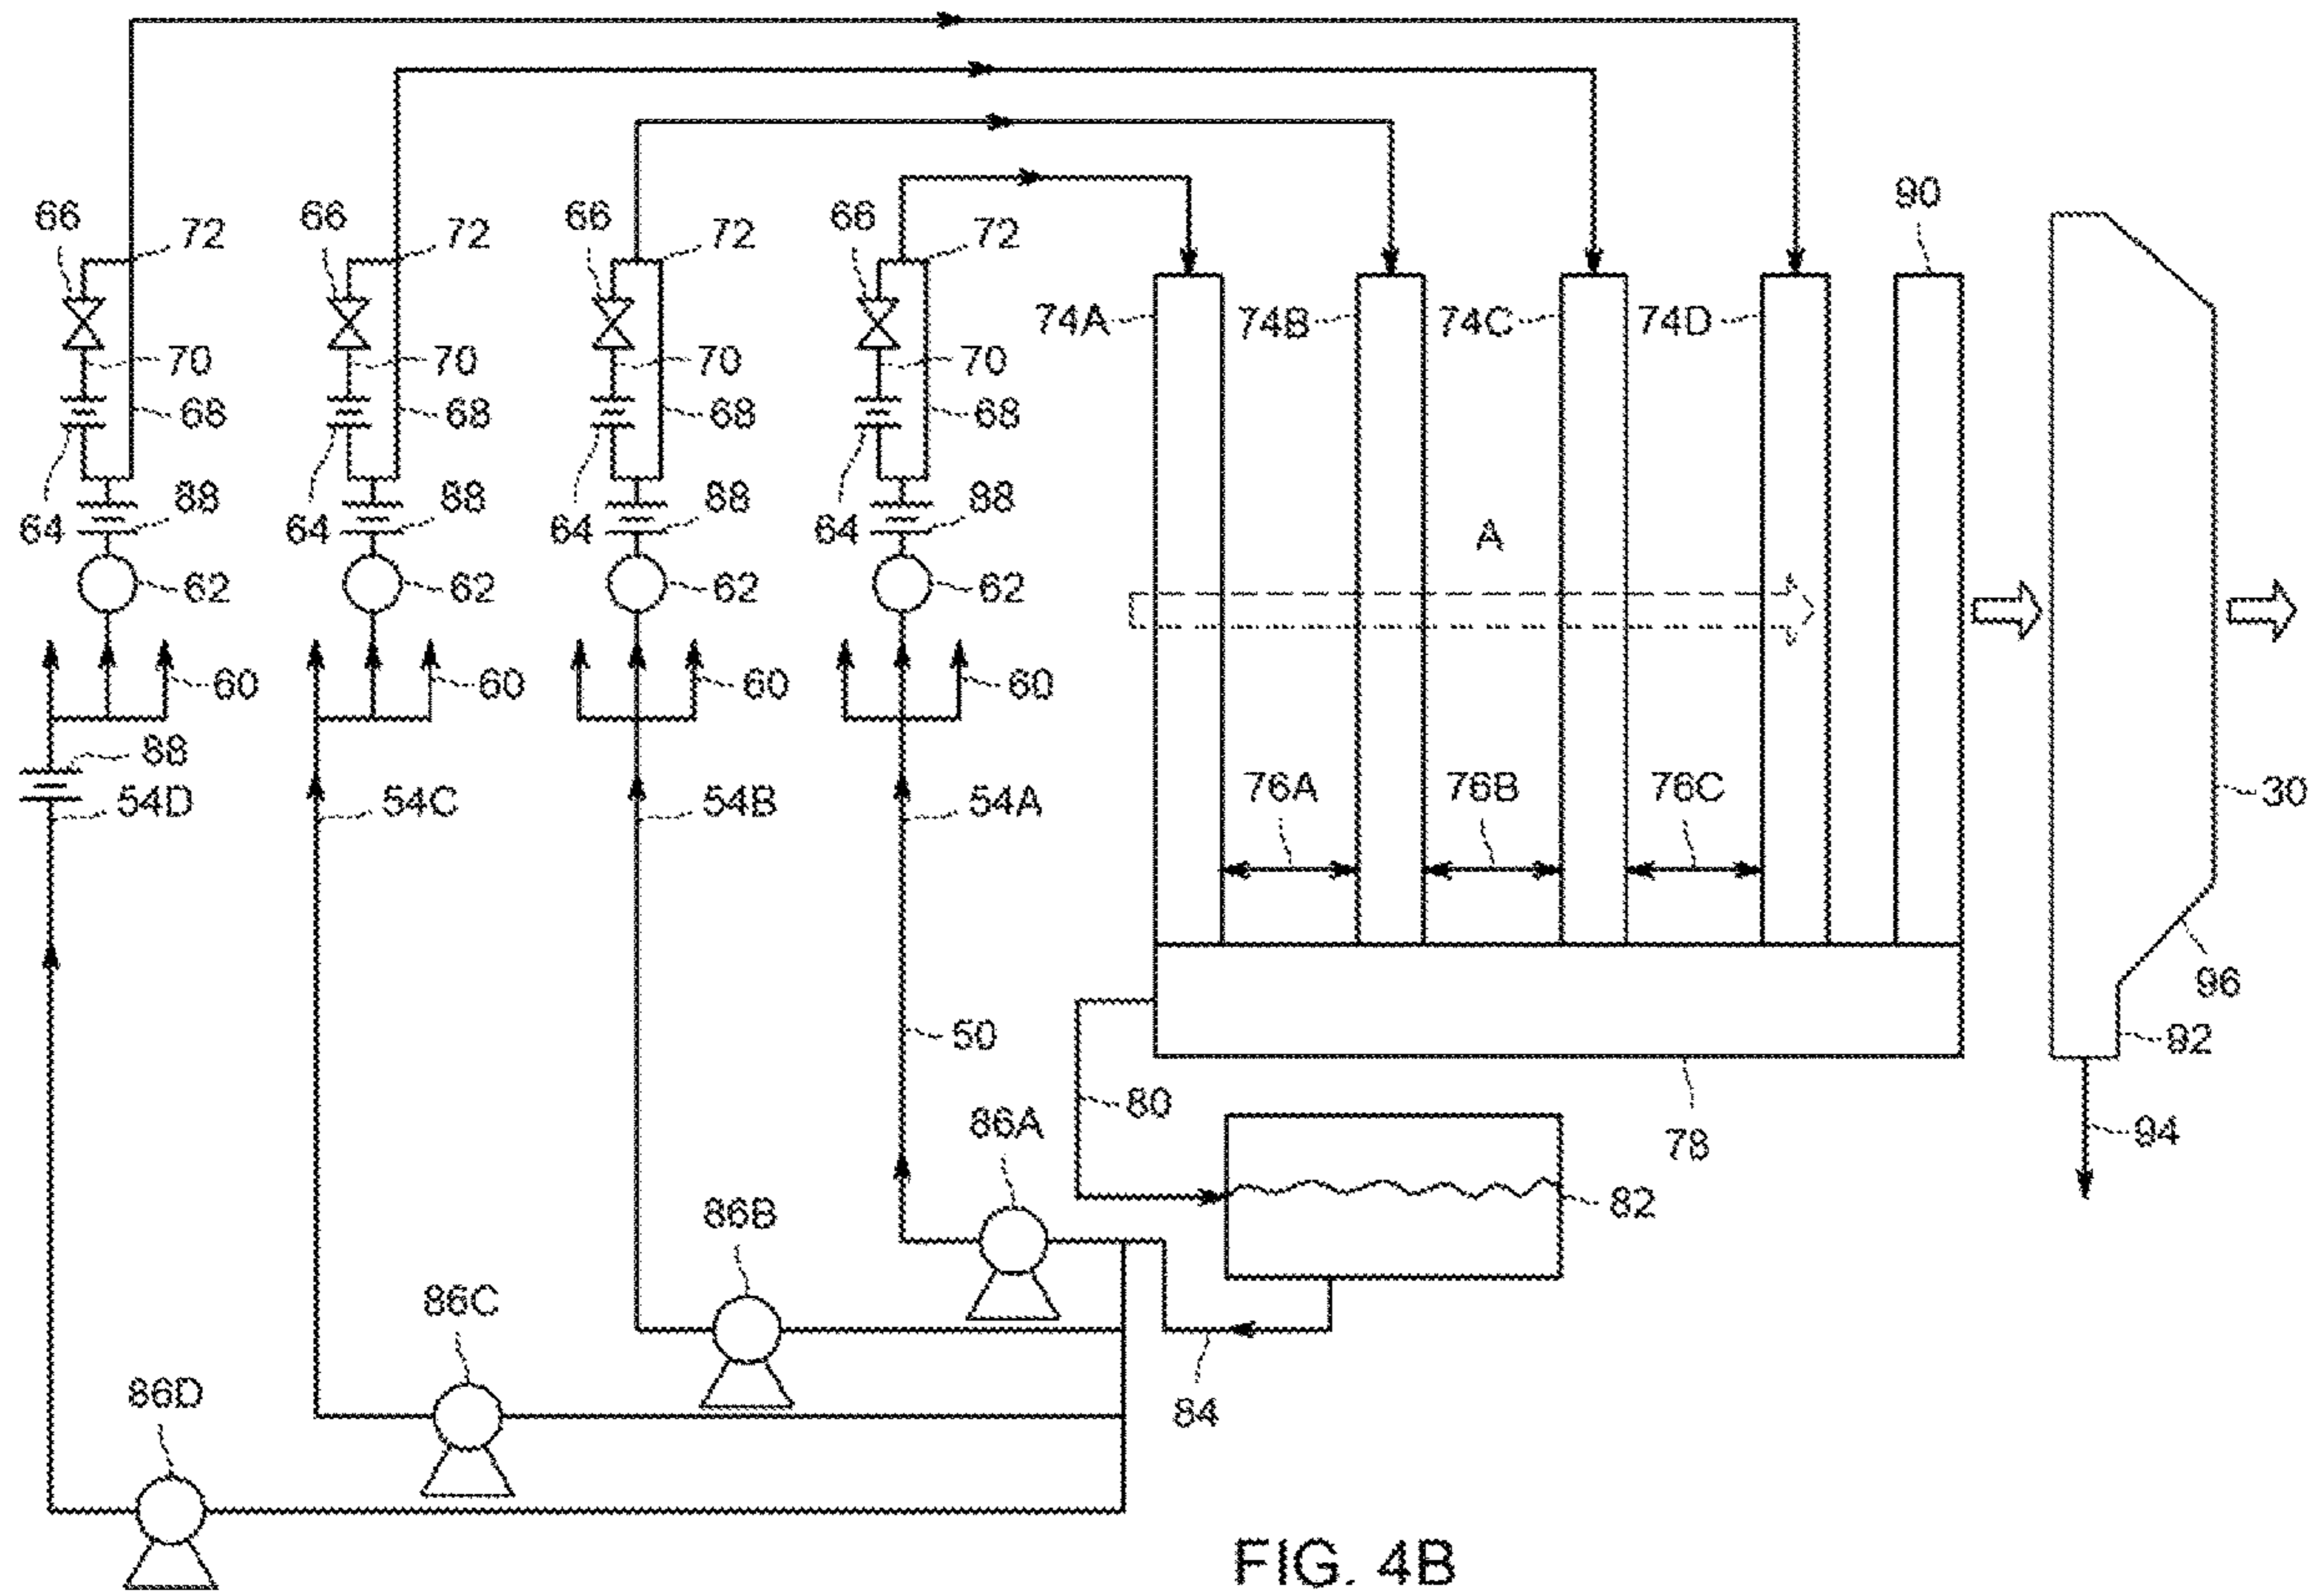 66 72 66 72 66 72 66 72 90
74A 74B 74C 74D
70 70 70 70
68 68 68 68
88 88 88 88
64 64 64 64 A
62 62 62 62
60 60 60 60
88 76A 76B 76C 30
54D 54C 54B 54A
96
50 92
80 86A 94
78
82
86B
86C
86D 84
FIG. 4B